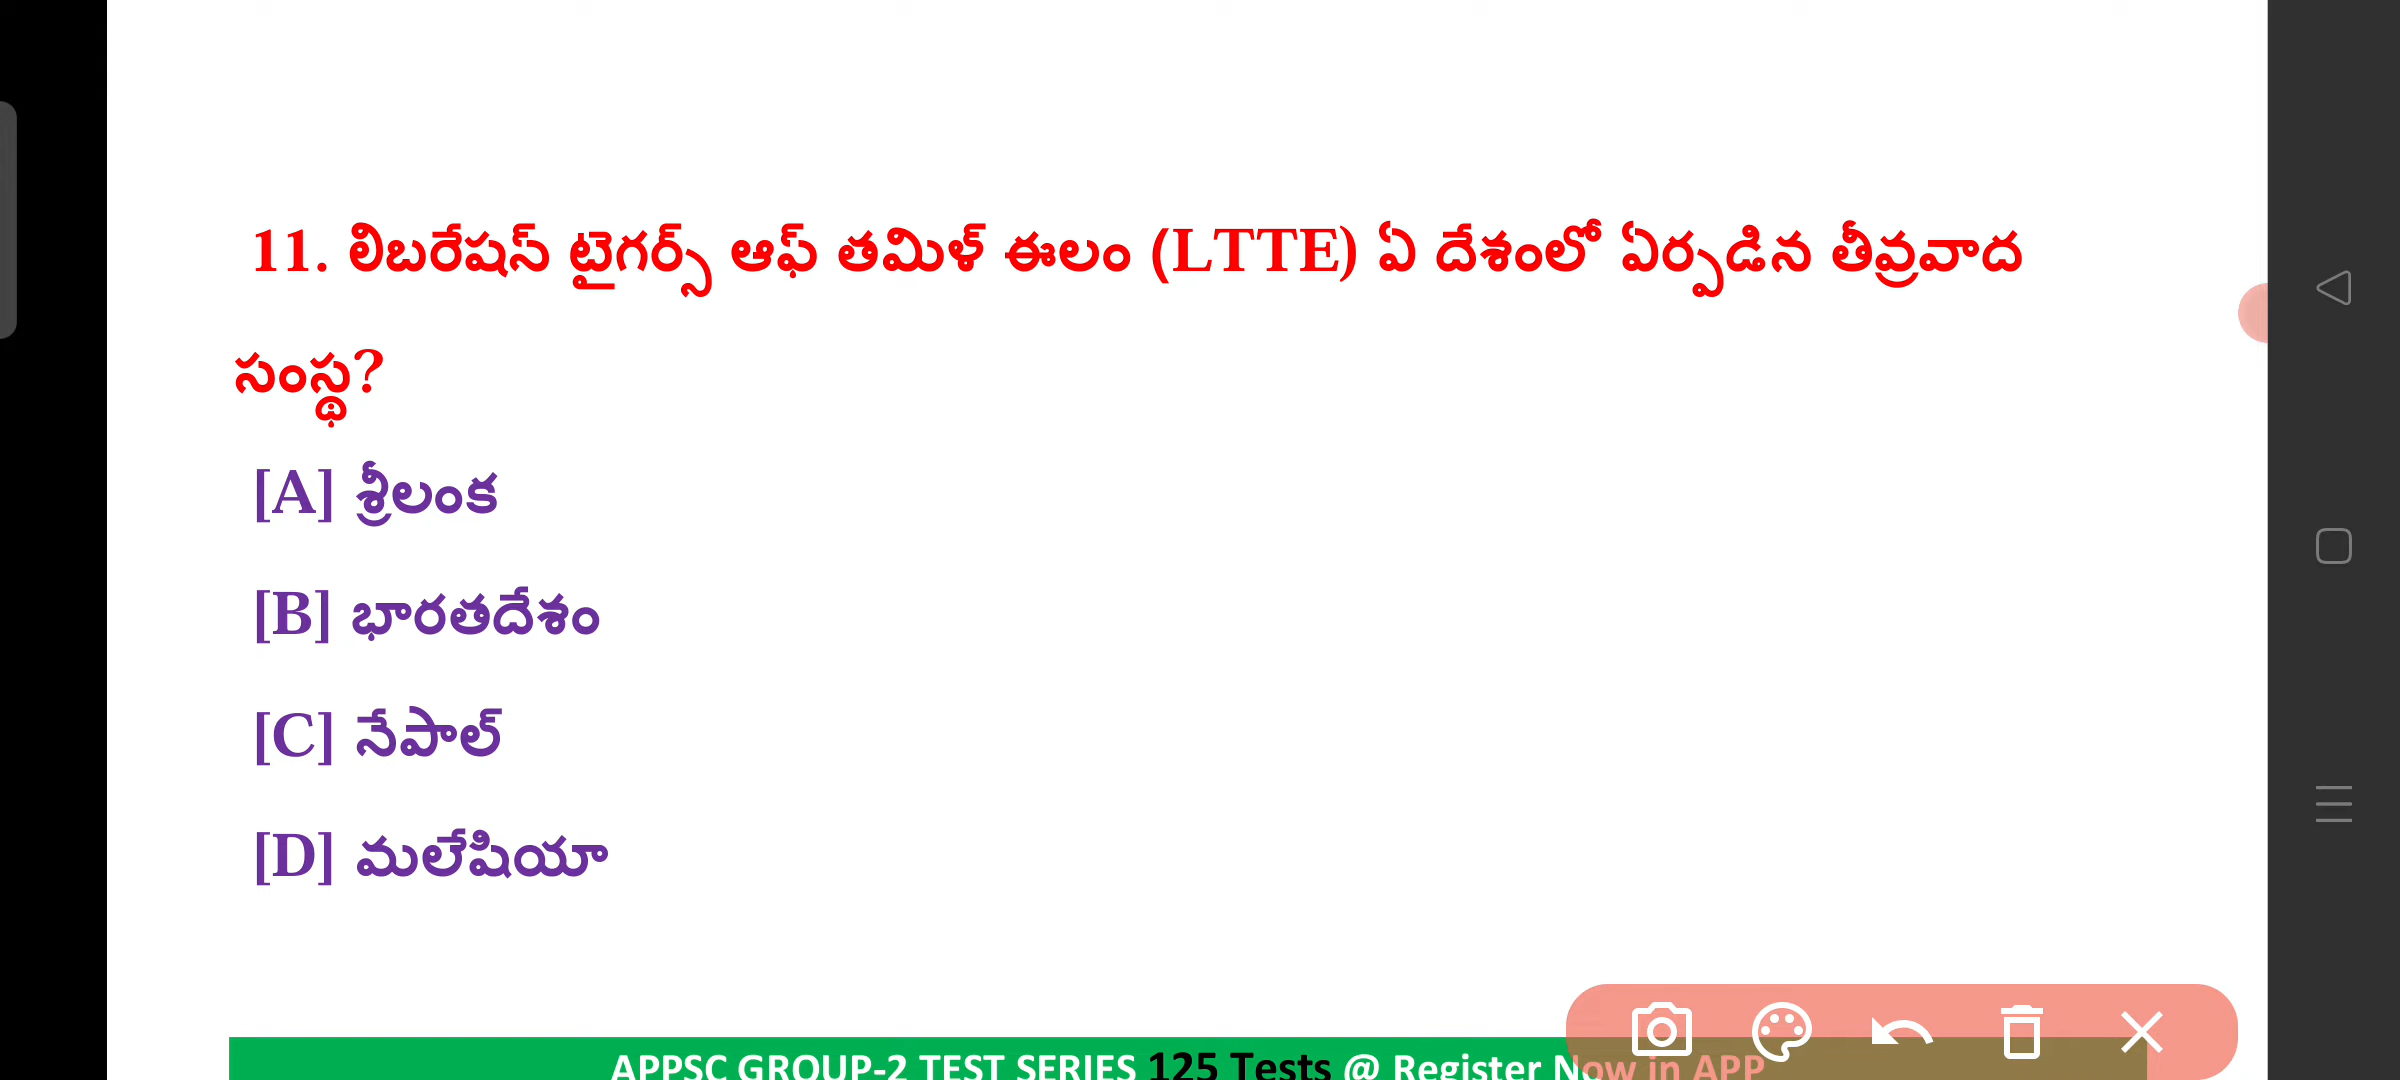 11. లిబరేషన్ టైగర్స్ ఆఫ్ తమిళ్ ఈలం (LTTE) ఏ దేశంలో ఏర్పడిన తీవ్రవాద
సంస్థ?
[A] శ్రీలంక
[B] భారతదేశం
[C] నేపాల్
[D] మలేషియా
APPSC GROUP-2 TEST SERIES 125 Tests @ Register Now in APP